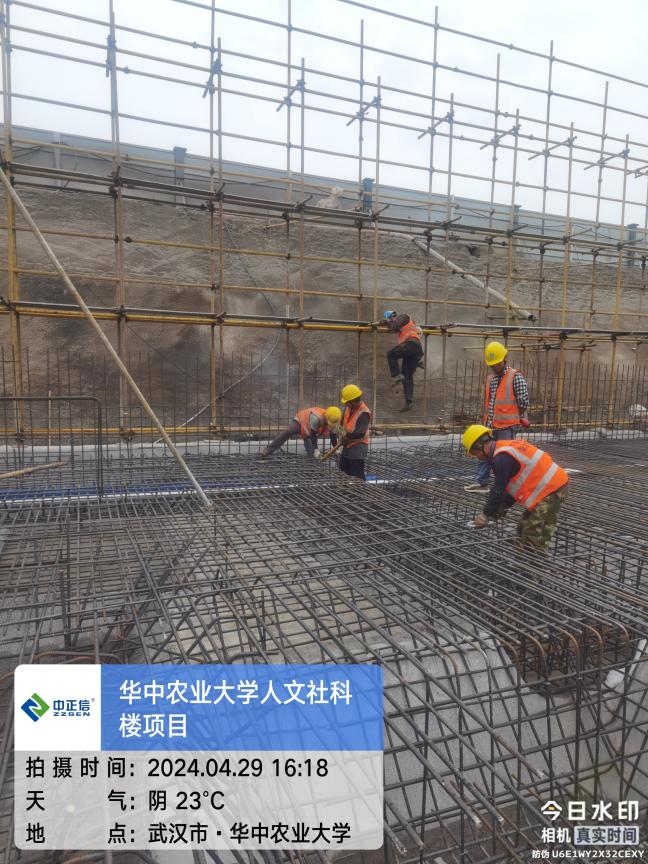 中正信®
ZZSEN
华中农业大学人文社科
楼项目
拍摄时间: 2024.04.29 16:18
天气: 阴 23℃
地点: 武汉市·华中农业大学
今日水印
相机 真实时间
防伪 U6E1WY2X32CEXY